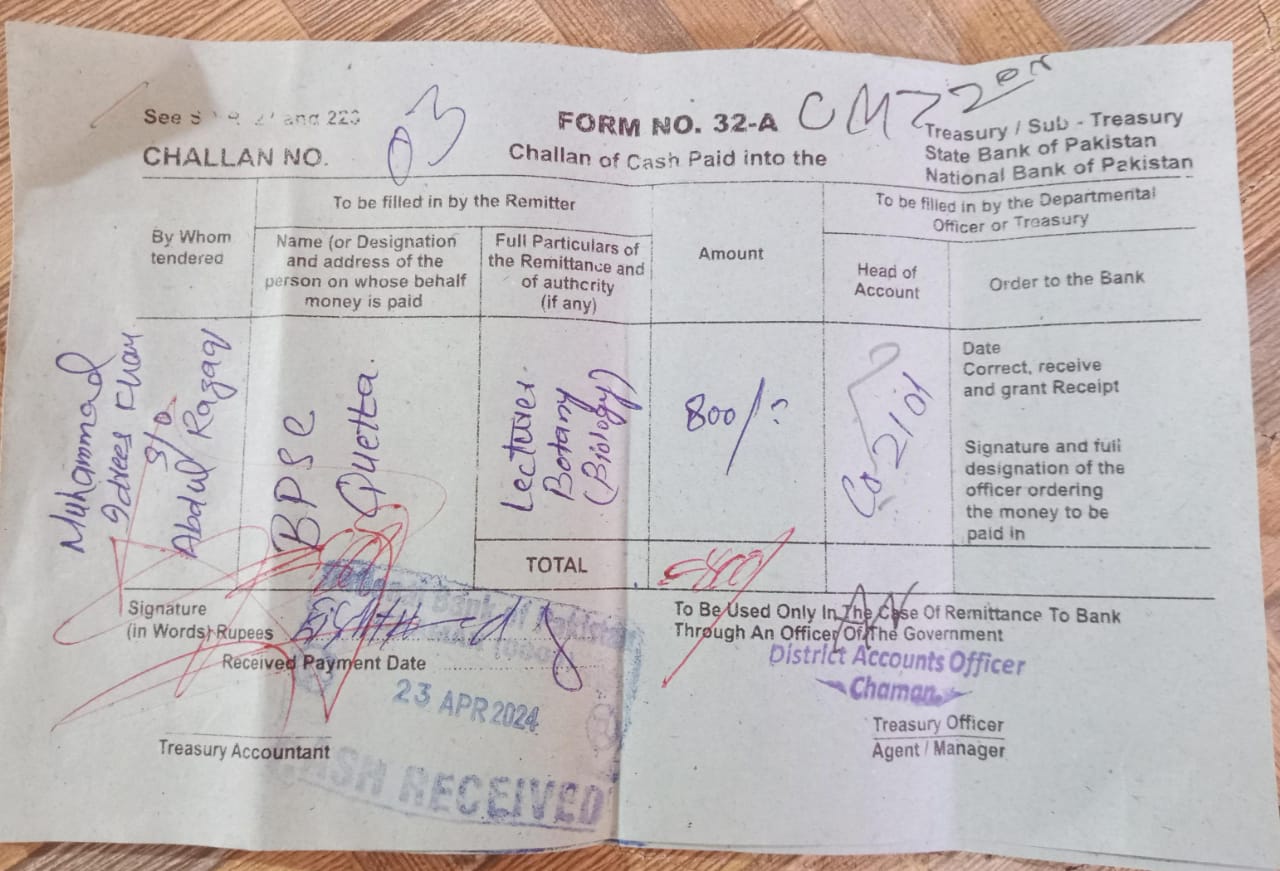 FORM NO. 32-A
CMZ
See and 223
CHALLAN NO. 03
Challan of Cash Paid into the
Treasury / Sub - Treasury
State Bank of Pakistan
National Bank of Pakistan
To be filled in by the Remitter
To be filled in by the Departmental
Officer or Treasury
By Whom
tendered
Name (or Designation
and address of the
person on whose behalf
money is paid
Full Particulars of
the Remittance and
of authority
(if any)
Amount
Head of
Account
Order to the Bank
Muhammad
Idrees Khan
S/O
Abdul Razaq
BPSC
Quetta
Lecturer
Botany
(Biology)
800/
Co 2101
Date
Correct, receive
and grant Receipt
Signature and full
designation of the
officer ordering
the money to be
paid in
TOTAL
Signature
(in Words) Rupees
Received Payment Date
To Be Used Only In The Case Of Remittance To Bank
Through An Officer Of The Government
National Bank of Pakistan
23 APR 2024
CASH RECEIVED
District Accounts Officer
Chaman.
Treasury Accountant
Treasury Officer
Agent / Manager